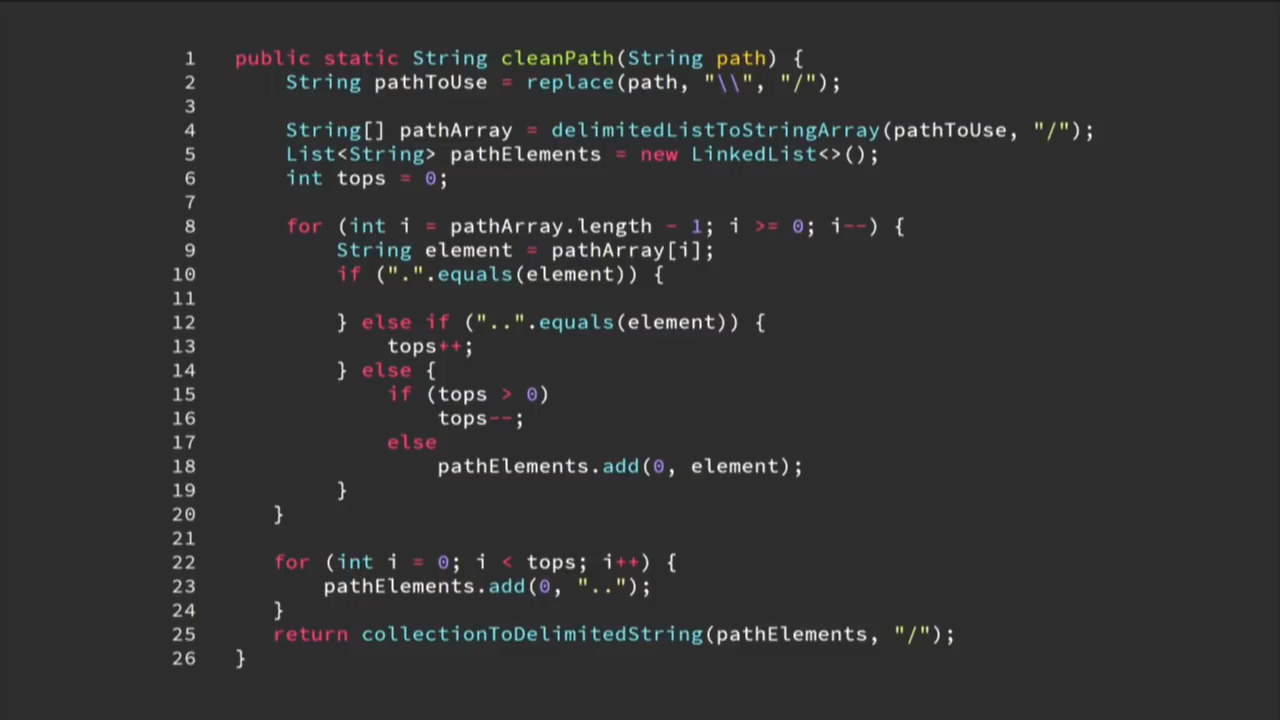 1 public static String cleanPath(String path) {
2 String pathToUse = replace(path, "\\", "/");
3
4 String[] pathArray = delimitedListToStringArray(pathToUse, "/");
5 List<String> pathElements = new LinkedList<>();
6 int tops = 0;
7
8 for (int i = pathArray.length - 1; i >= 0; i--) {
9 String element = pathArray[i];
10 if (".".equals(element)) {
11
12 } else if ("..".equals(element)) {
13 tops++;
14 } else {
15 if (tops > 0)
16 tops--;
17 else
18 pathElements.add(0, element);
19 }
20 }
21
22 for (int i = 0; i < tops; i++) {
23 pathElements.add(0, "..");
24 }
25 return collectionToDelimitedString(pathElements, "/");
26 }